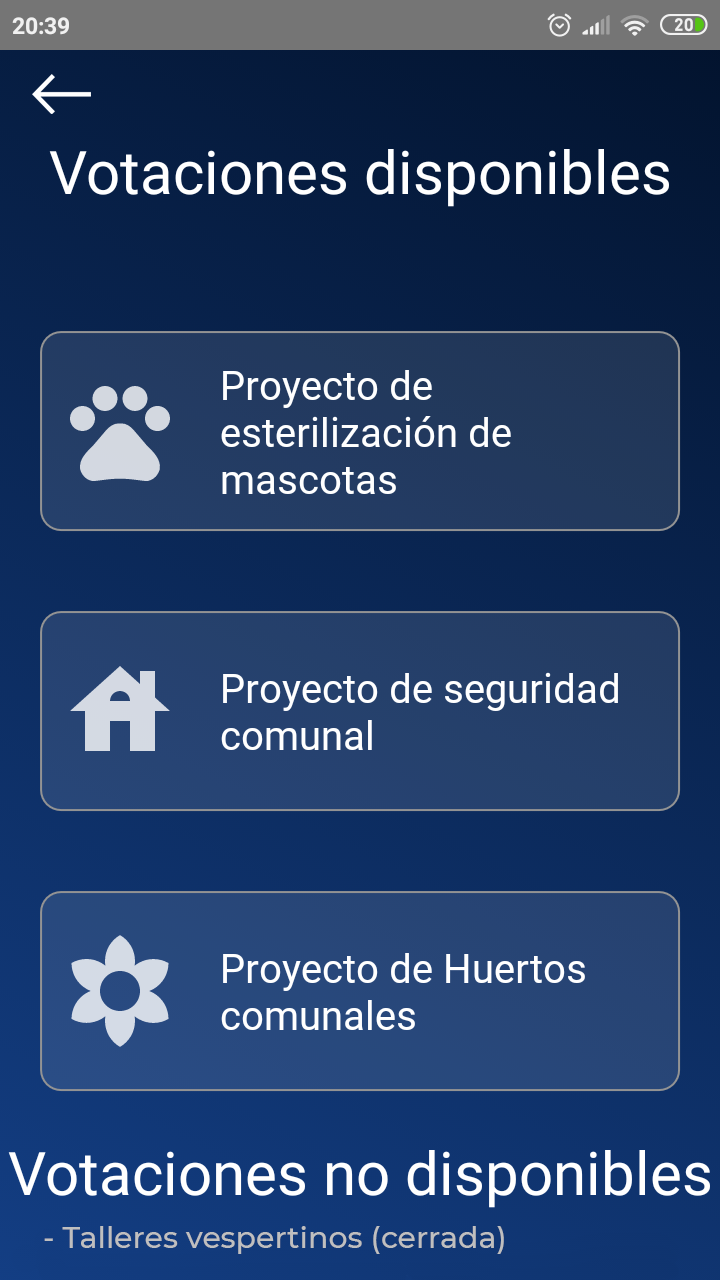 20:39
20
Votaciones disponibles
Proyecto de
esterilización de
mascotas
Proyecto de seguridad
comunal
Proyecto de Huertos
comunales
Votaciones no disponibles
- Talleres vespertinos (cerrada)